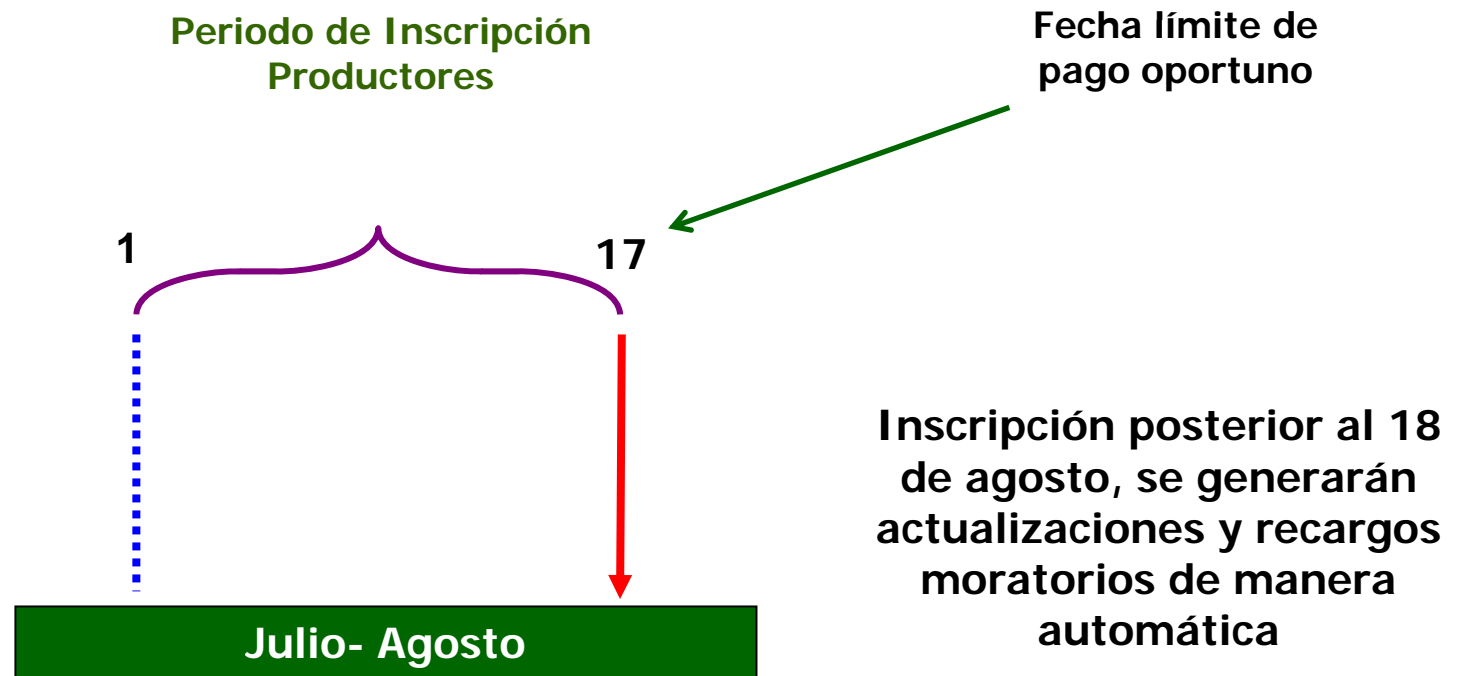 Periodo de Inscripción
Productores
Fecha límite de
pago oportuno
1
17
Inscripción posterior al 18
de agosto, se generarán
actualizaciones y recargos
moratorios de manera
automática
Julio- Agosto